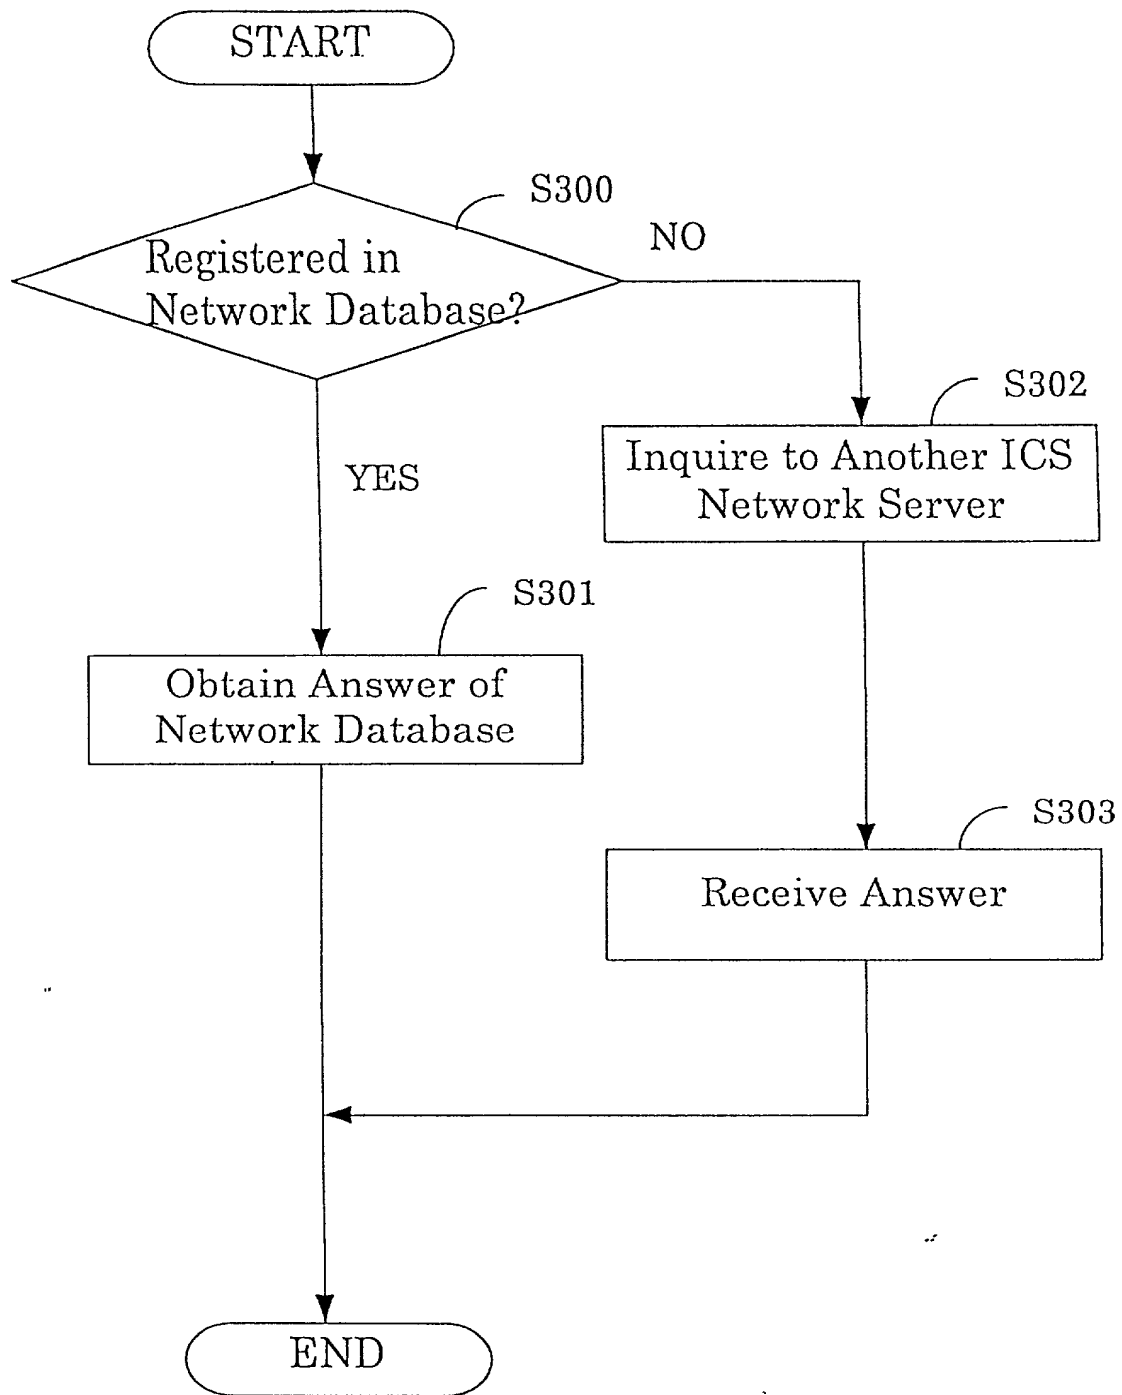 START
S300
Registered in
Network Database?
NO
YES
S302
Inquire to Another ICS
Network Server
S301
Obtain Answer of
Network Database
S303
Receive Answer
END